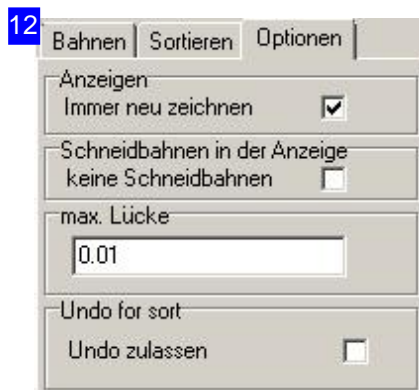 12
Bahnen Sortieren Optionen
Anzeigen
Immer neu zeichnen
Schneidbahnen in der Anzeige
keine Schneidbahnen
max. Lücke
0.01
Undo for sort
Undo zulassen